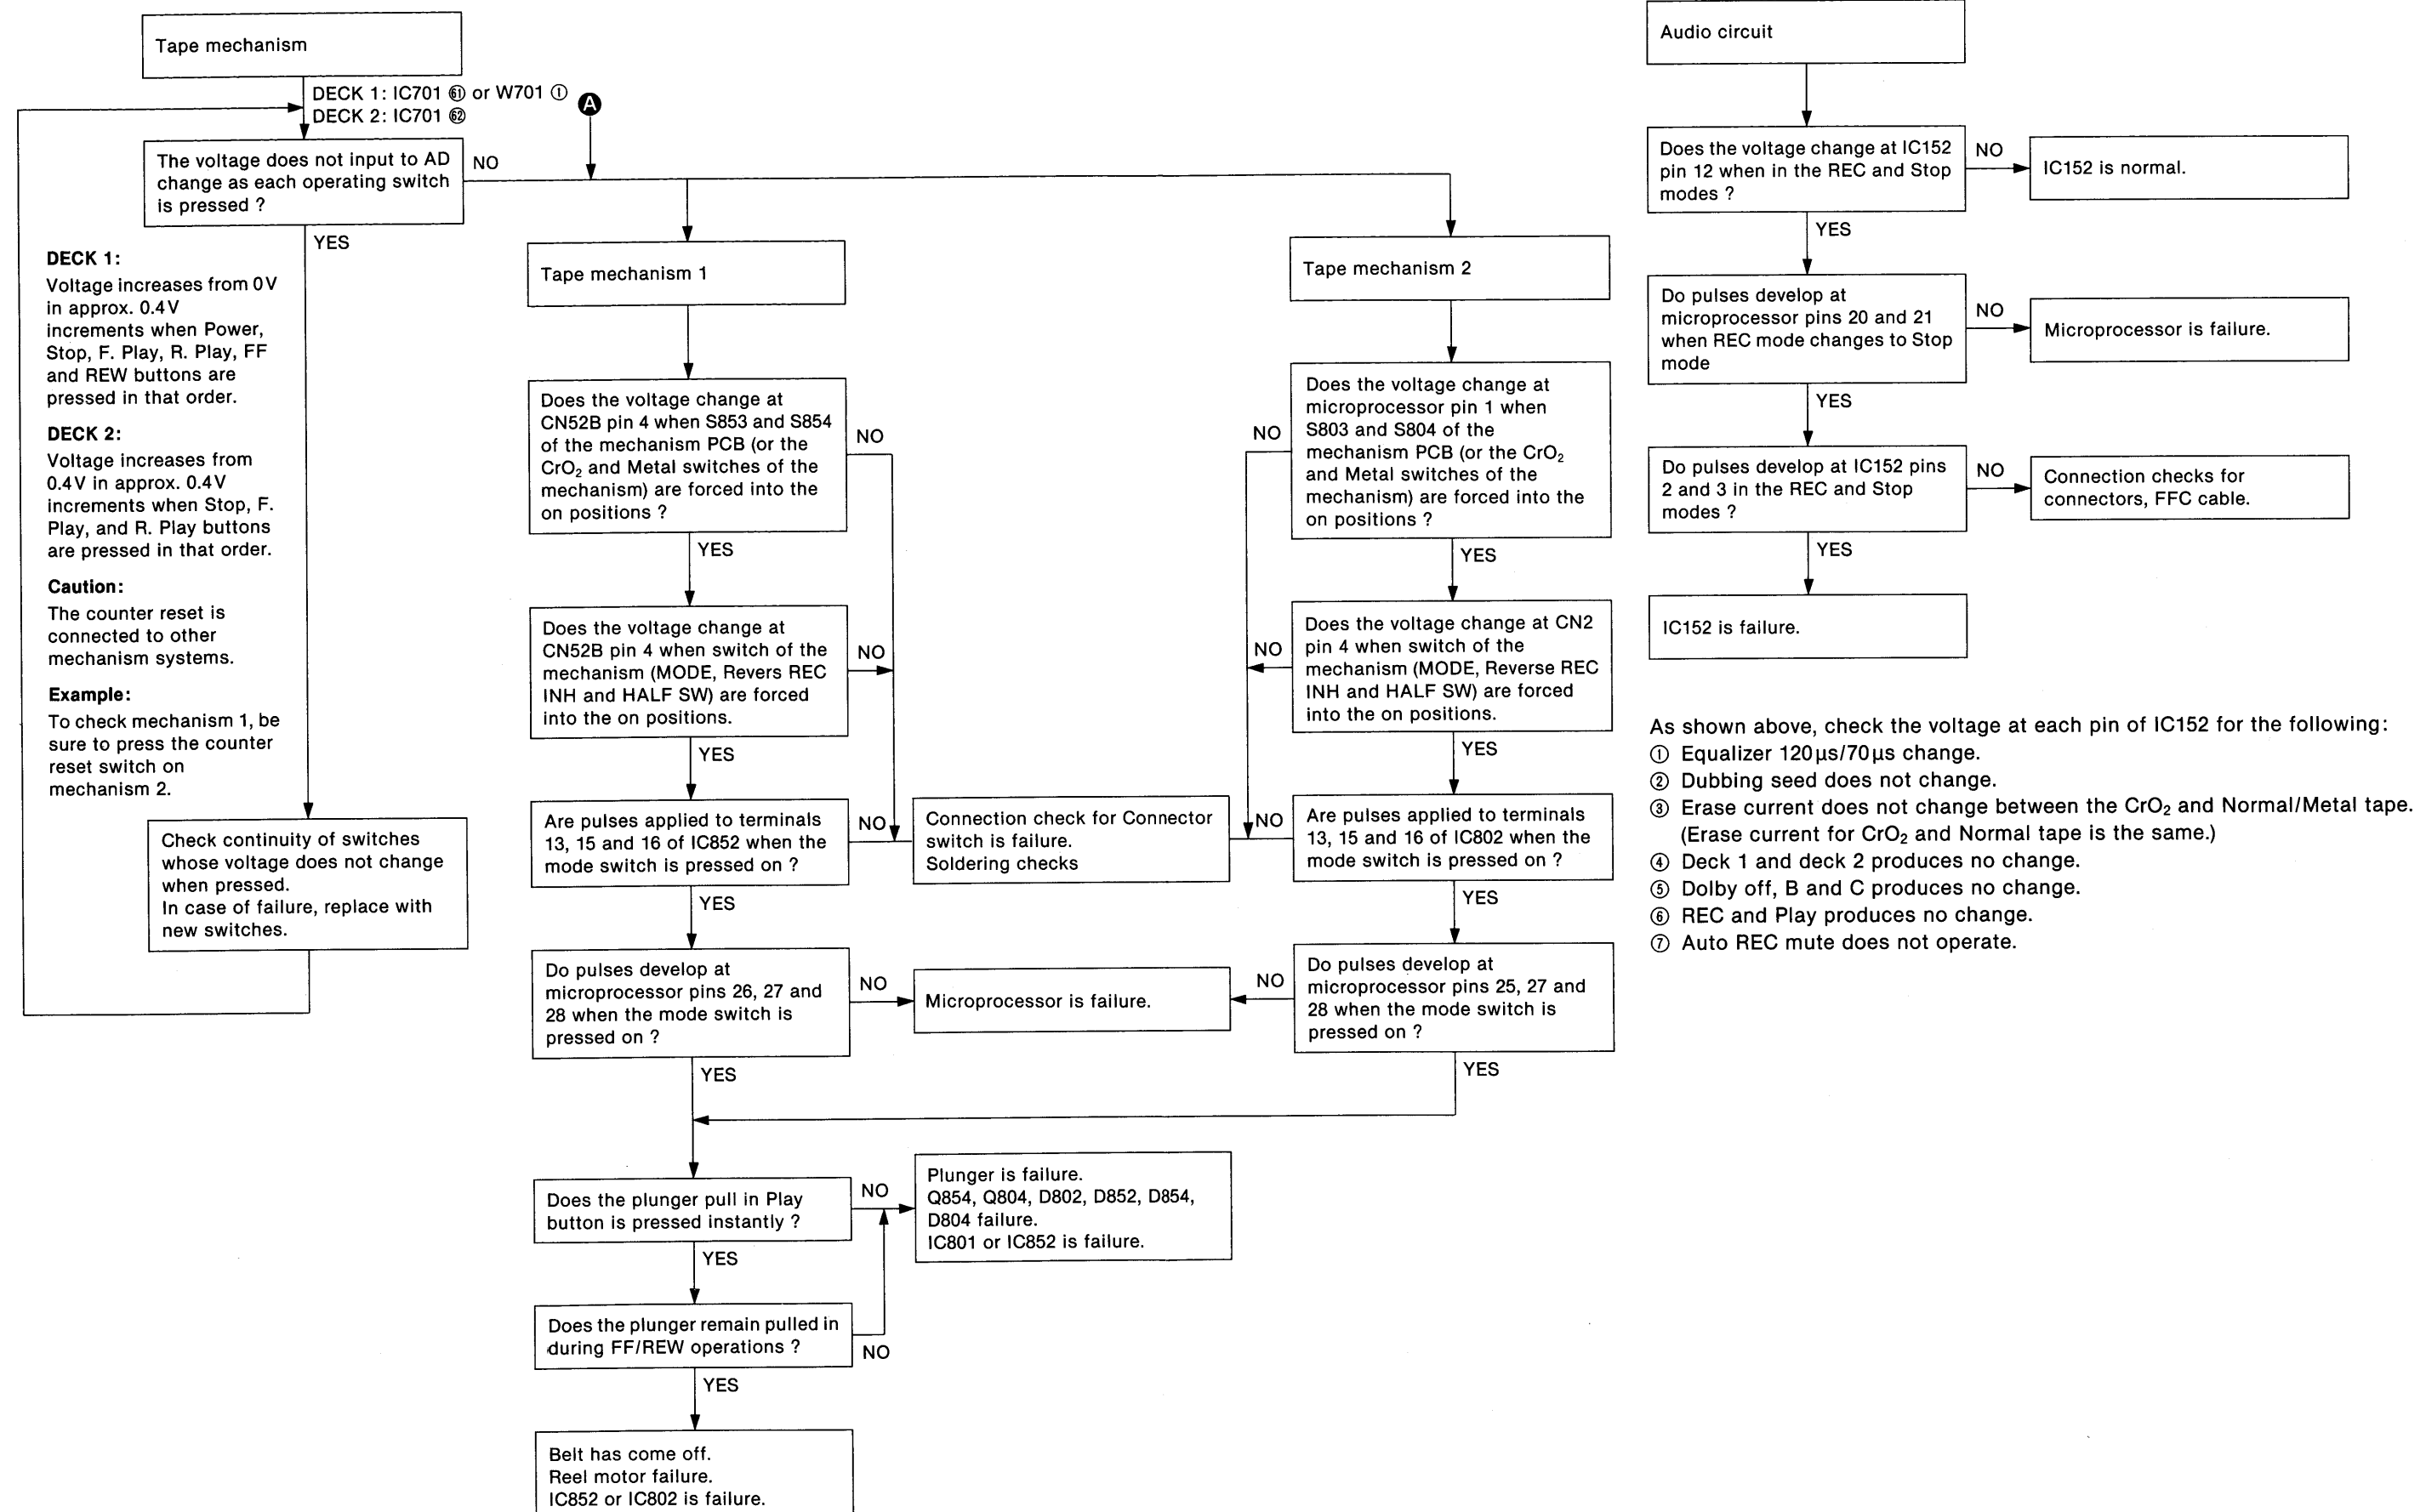 Tape mechanism
DECK 1: IC701 ㉛ or W701 ①
DECK 2: IC701 62
A
The voltage does not input to AD
change as each operating switch
is pressed ?
NO
YES
DECK 1:
Voltage increases from 0V
in approx. 0.4V
increments when Power,
Stop, F. Play, R. Play, FF
and REW buttons are
pressed in that order.
DECK 2:
Voltage increases from
0.4V in approx. 0.4V
increments when Stop, F.
Play, and R. Play buttons
are pressed in that order.
Caution:
The counter reset is
connected to other
mechanism systems.
Example:
To check mechanism 1, be
sure to press the counter
reset switch on
mechanism 2.
Check continuity of switches
whose voltage does not change
when pressed.
In case of failure, replace with
new switches.
Tape mechanism 1
Does the voltage change at
CN52B pin 4 when S853 and S854
of the mechanism PCB (or the
CrO₂ and Metal switches of the
mechanism) are forced into the
on positions ?
NO
YES
Does the voltage change at
CN52B pin 4 when switch of the
mechanism (MODE, Revers REC
INH and HALF SW) are forced
into the on positions.
NO
YES
Are pulses applied to terminals
13, 15 and 16 of IC852 when the
mode switch is pressed on ?
NO
YES
Connection check for Connector
switch is failure.
Soldering checks
Do pulses develop at
microprocessor pins 26, 27 and
28 when the mode switch is
pressed on ?
NO
YES
Microprocessor is failure.
Tape mechanism 2
Does the voltage change at
microprocessor pin 1 when
S803 and S804 of the
mechanism PCB (or the CrO₂
and Metal switches of the
mechanism) are forced into the
on positions ?
NO
YES
Does the voltage change at CN2
pin 4 when switch of the
mechanism (MODE, Reverse REC
INH and HALF SW) are forced
into the on positions.
NO
YES
Are pulses applied to terminals
13, 15 and 16 of IC802 when the
mode switch is pressed on ?
NO
YES
Do pulses develop at
microprocessor pins 25, 27 and
28 when the mode switch is
pressed on ?
NO
YES
Does the plunger pull in Play
button is pressed instantly ?
NO
YES
Plunger is failure.
Q854, Q804, D802, D852, D854,
D804 failure.
IC801 or IC852 is failure.
Does the plunger remain pulled in
during FF/REW operations ?
NO
YES
Belt has come off.
Reel motor failure.
IC852 or IC802 is failure.
Audio circuit
Does the voltage change at IC152
pin 12 when in the REC and Stop
modes ?
NO
IC152 is normal.
YES
Do pulses develop at
microprocessor pins 20 and 21
when REC mode changes to Stop
mode
NO
Microprocessor is failure.
YES
Do pulses develop at IC152 pins
2 and 3 in the REC and Stop
modes ?
NO
Connection checks for
connectors, FFC cable.
YES
IC152 is failure.
As shown above, check the voltage at each pin of IC152 for the following:
① Equalizer 120µs/70µs change.
② Dubbing seed does not change.
③ Erase current does not change between the CrO₂ and Normal/Metal tape.
(Erase current for CrO₂ and Normal tape is the same.)
④ Deck 1 and deck 2 produces no change.
⑤ Dolby off, B and C produces no change.
⑥ REC and Play produces no change.
⑦ Auto REC mute does not operate.